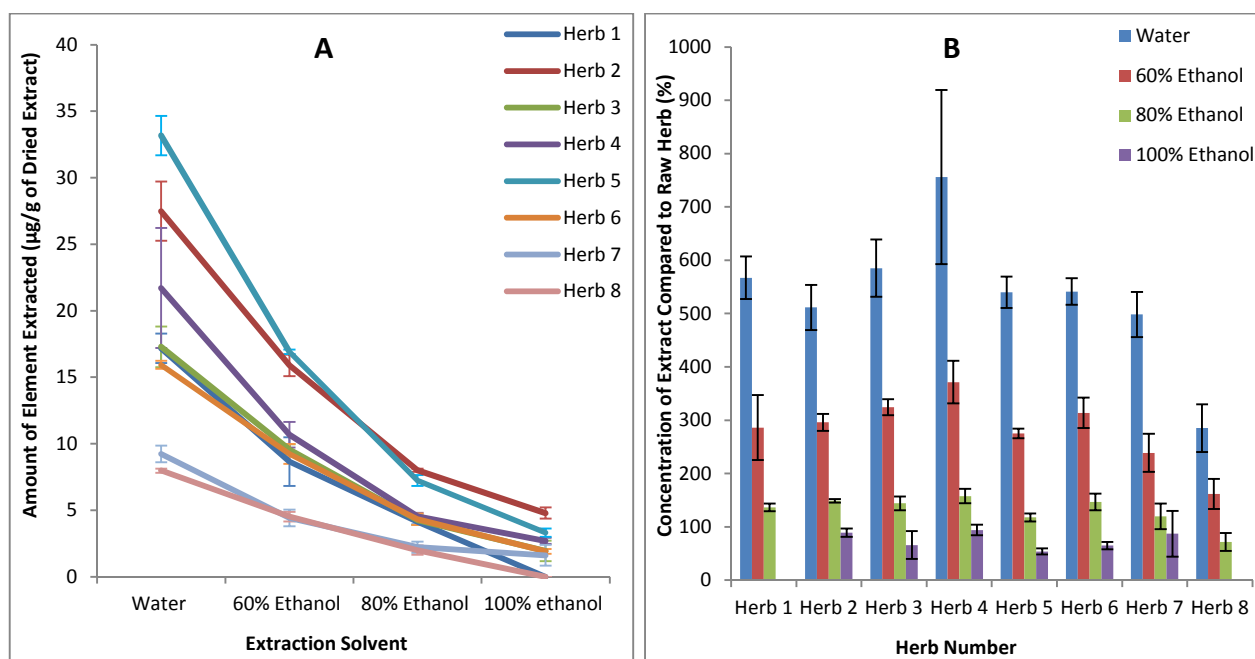 A
40
35
30
25
20
15
10
5
0
Amount of Element Extracted (µg/g of Dried Extract)
Water
60% Ethanol
80% Ethanol
100% ethanol
Extraction Solvent
Herb 1
Herb 2
Herb 3
Herb 4
Herb 5
Herb 6
Herb 7
Herb 8
B
1000
900
800
700
600
500
400
300
200
100
0
Concentration of Extract Compared to Raw Herb (%)
Herb 1
Herb 2
Herb 3
Herb 4
Herb 5
Herb 6
Herb 7
Herb 8
Herb Number
Water
60% Ethanol
80% Ethanol
100% Ethanol